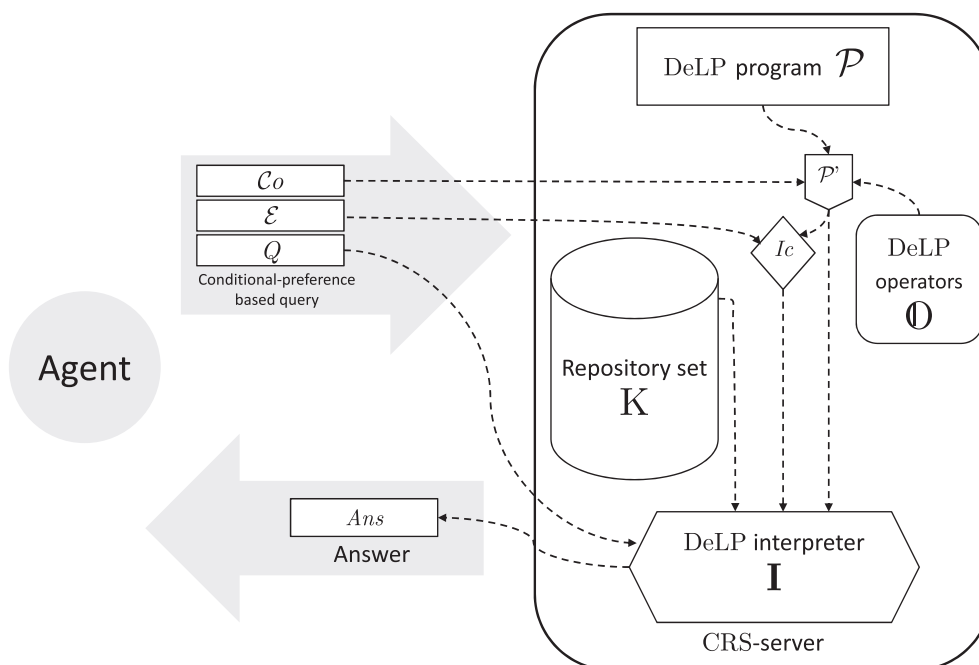 DeLP program 𝒫
𝒞o
ℰ
Q
Conditional-preference
based query
𝒫'
Ic
DeLP
operators
𝕆
Agent
Repository set
K
Ans
Answer
DeLP interpreter
I
CRS-server